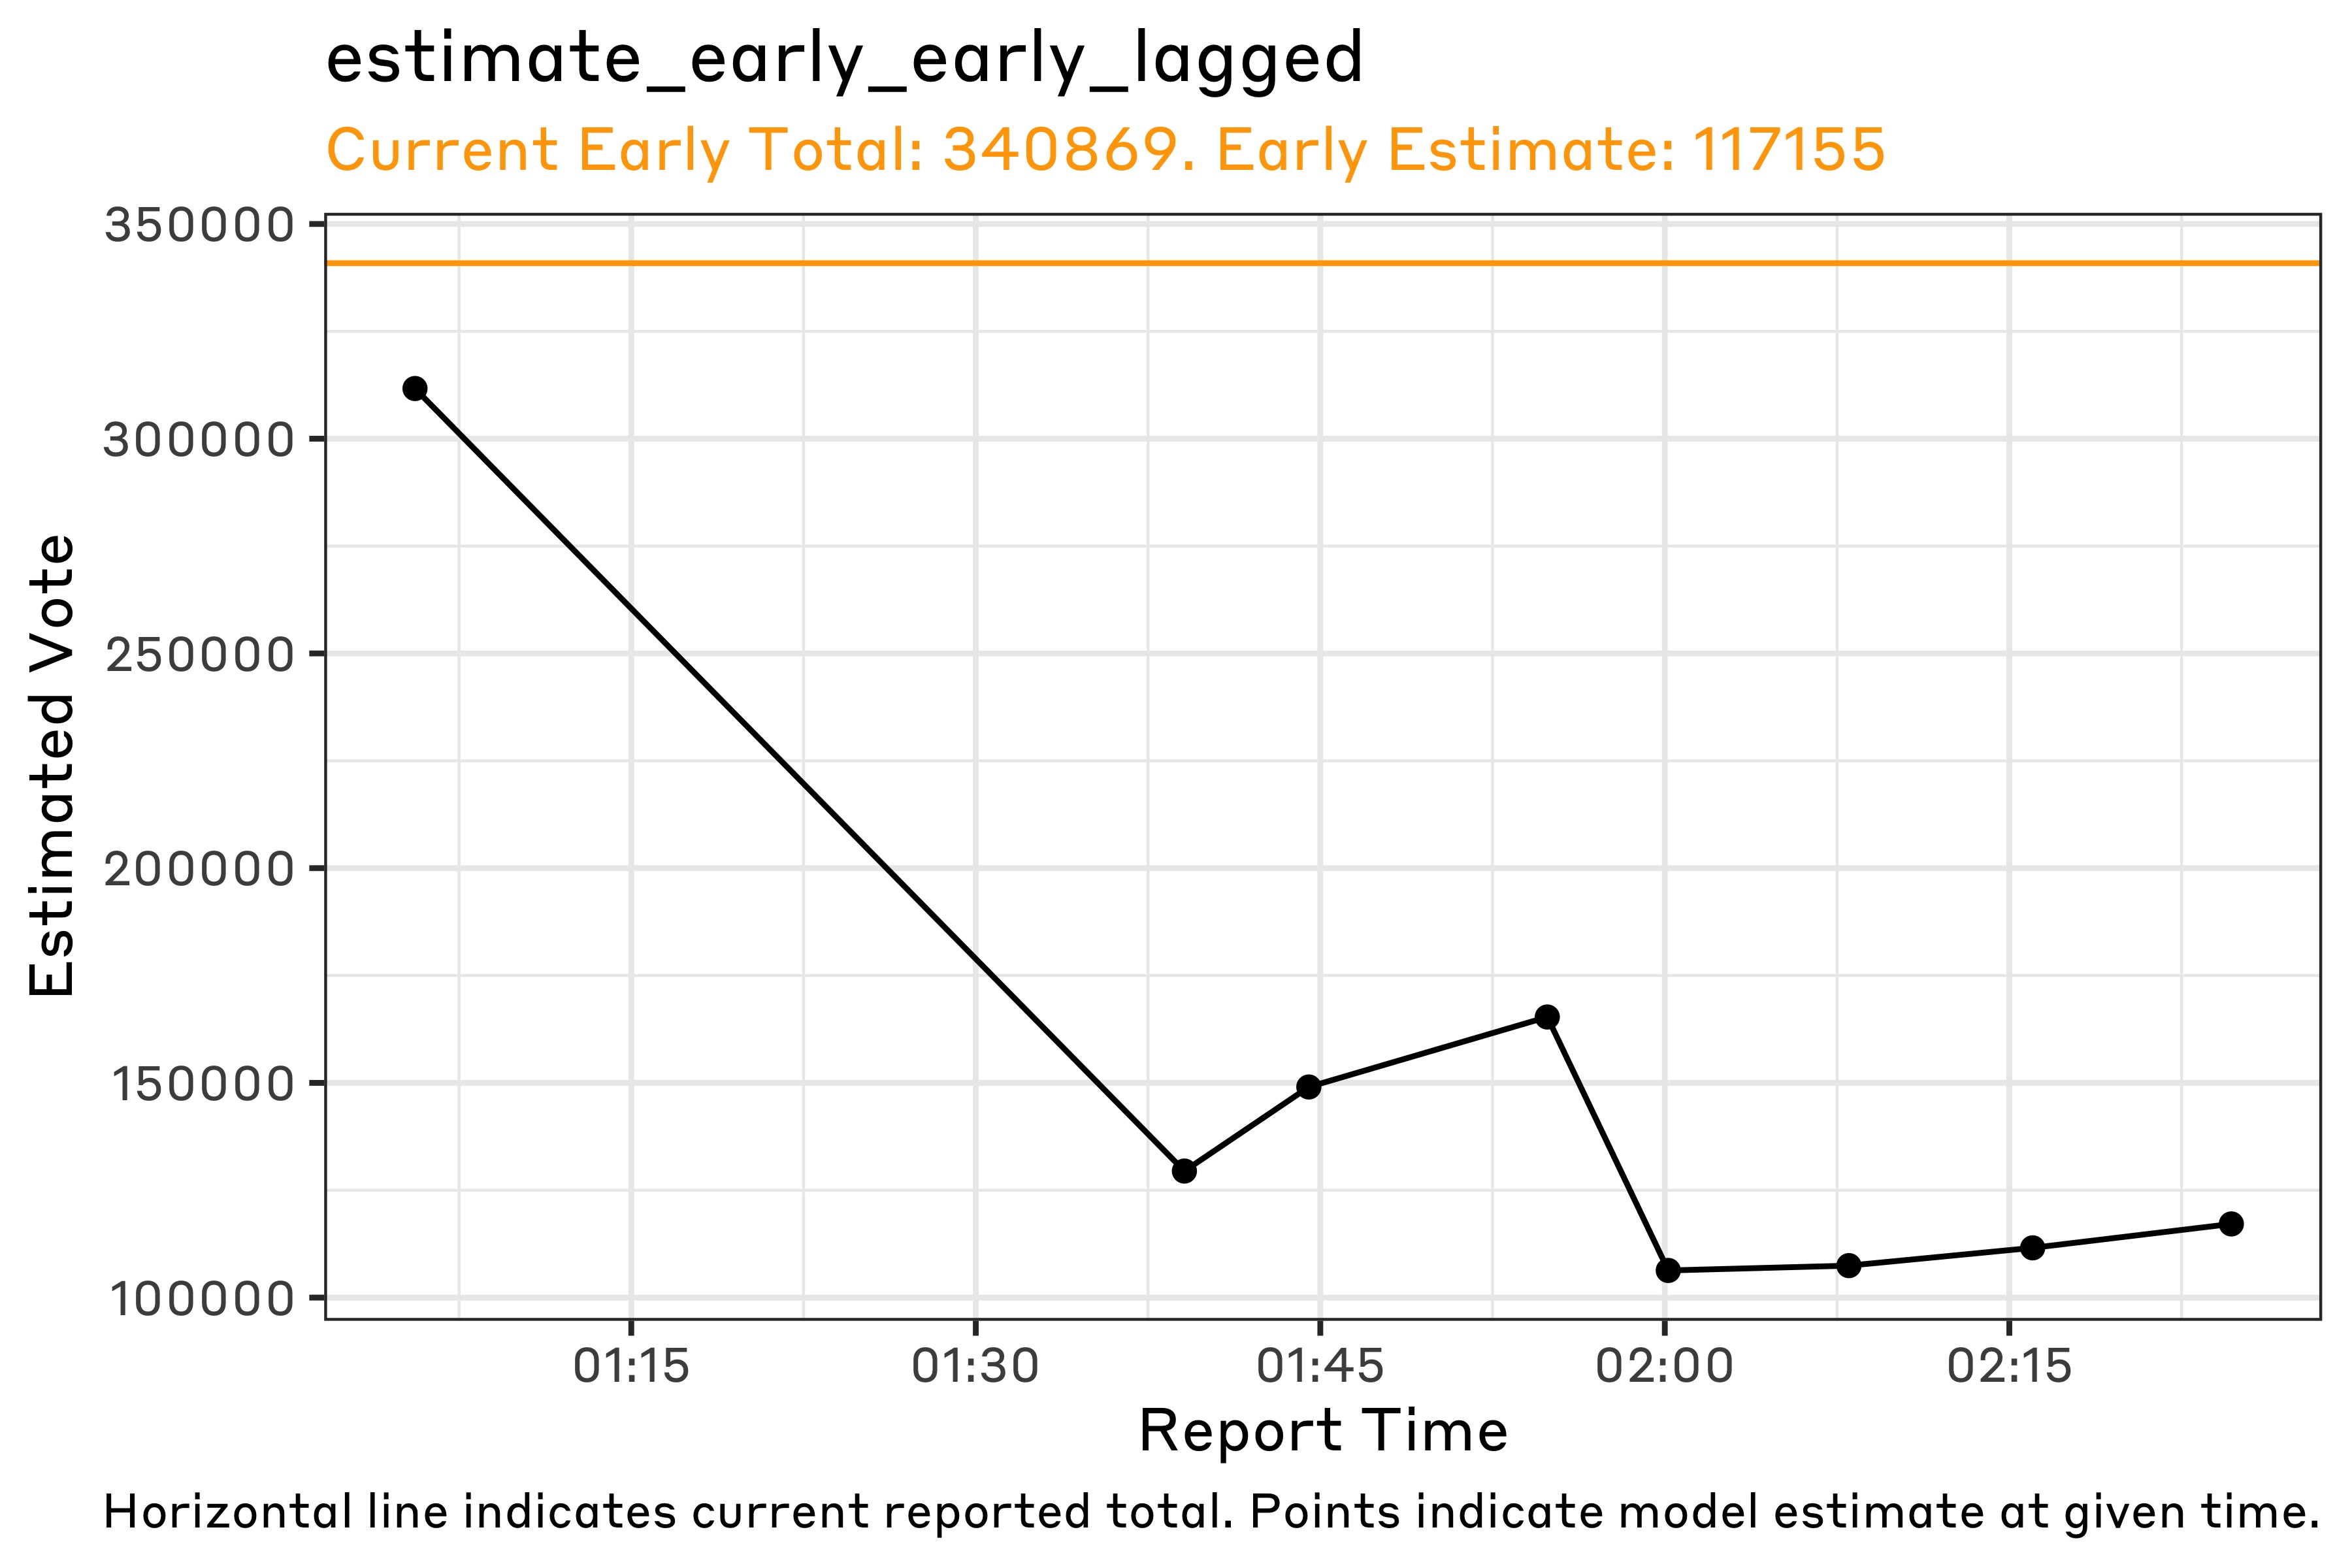 estimate_early_early_lagged
Current Early Total: 340869. Early Estimate: 117155
350000
300000
250000
200000
150000
100000
Estimated Vote
01:15 01:30 01:45 02:00 02:15
Report Time
Horizontal line indicates current reported total. Points indicate model estimate at given time.